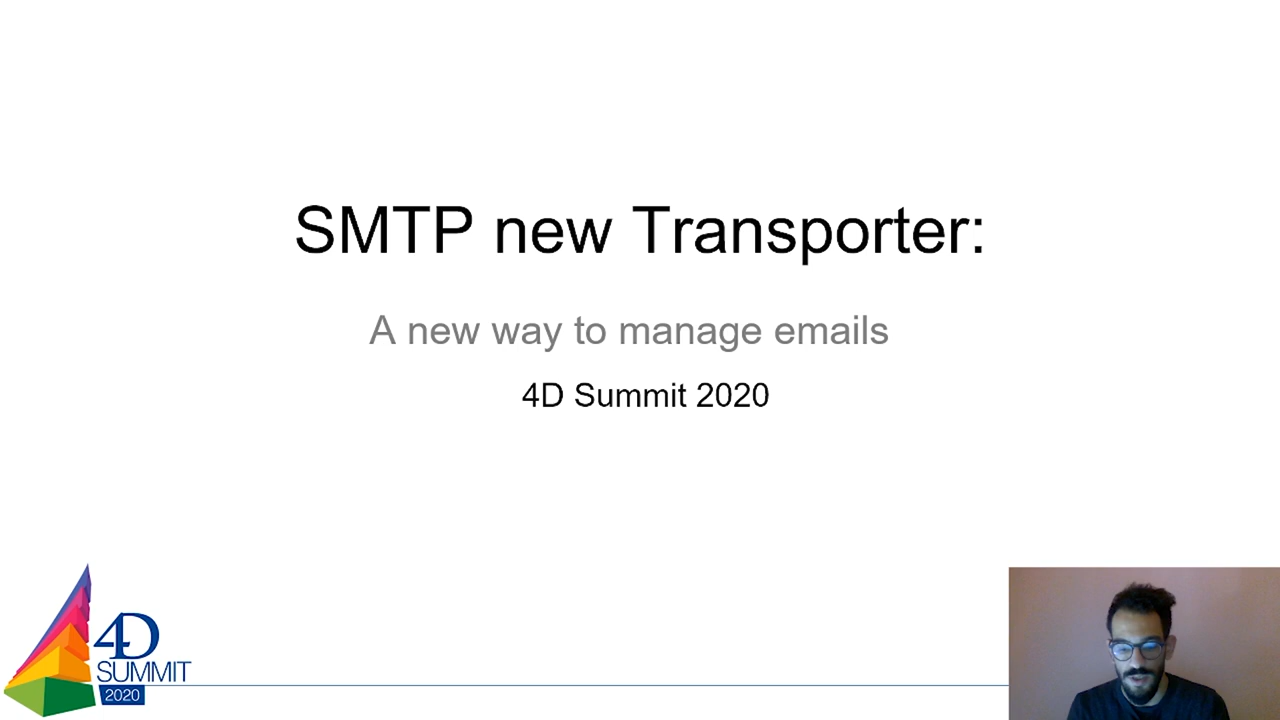 SMTP new Transporter:
A new way to manage emails
4D Summit 2020
4D
SUMMIT
2020